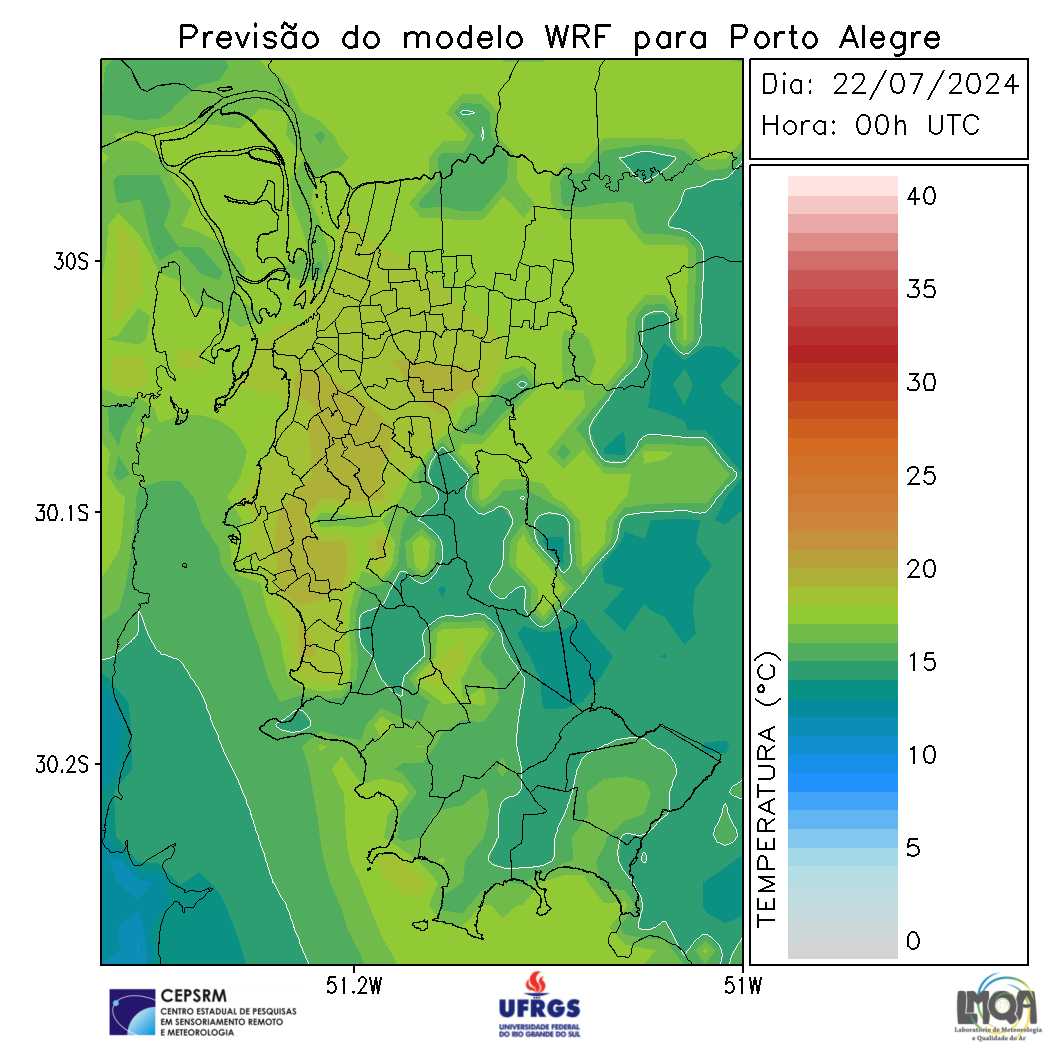 Previsão do modelo WRF para Porto Alegre
Dia: 22/07/2024
Hora: 00h UTC
40
35
30
25
20
15
10
5
0
TEMPERATURA (°C)
30S
30.1S
30.2S
51.2W
51W
CEPSRM
CENTRO ESTADUAL DE PESQUISAS
EM SENSORIAMENTO REMOTO
E METEOROLOGIA
UFRGS
UNIVERSIDADE FEDERAL
DO RIO GRANDE DO SUL
LMQA
Laboratório de Meteorologia
e Qualidade do Ar